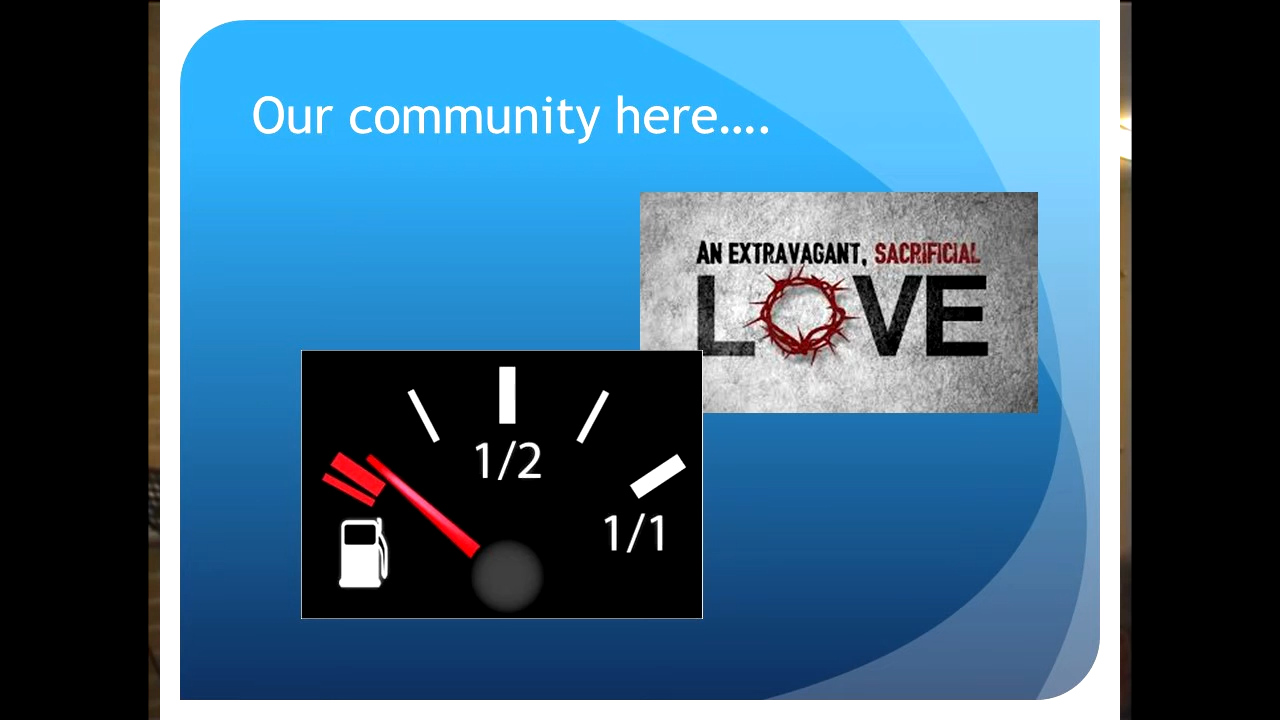 Our community here....
AN EXTRAVAGANT, SACRIFICIAL
LOVE
1/2
1/1